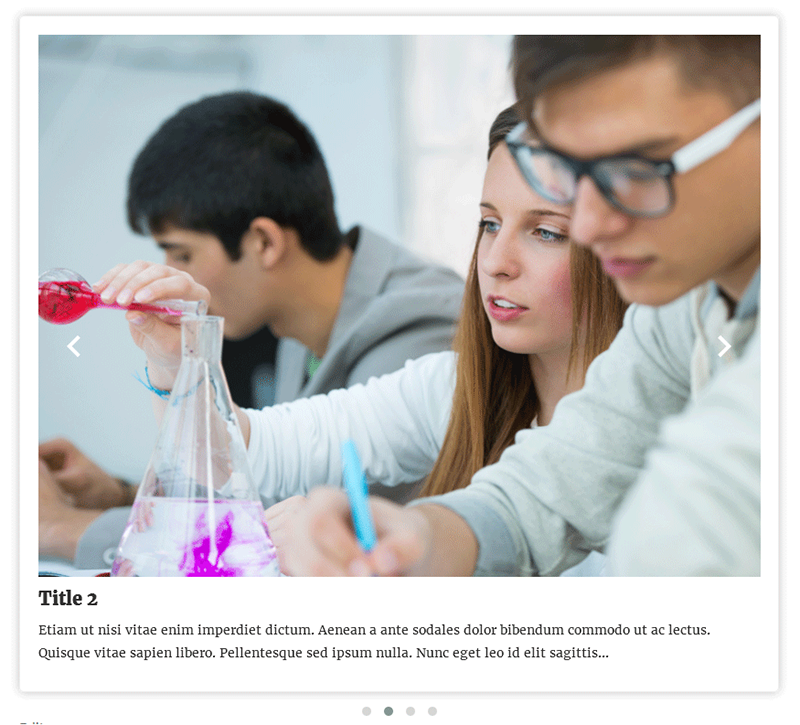 Title 2
Etiam ut nisi vitae enim imperdiet dictum. Aenean a ante sodales dolor bibendum commodo ut ac lectus.
Quisque vitae sapien libero. Pellentesque sed ipsum nulla. Nunc eget leo id elit sagittis...